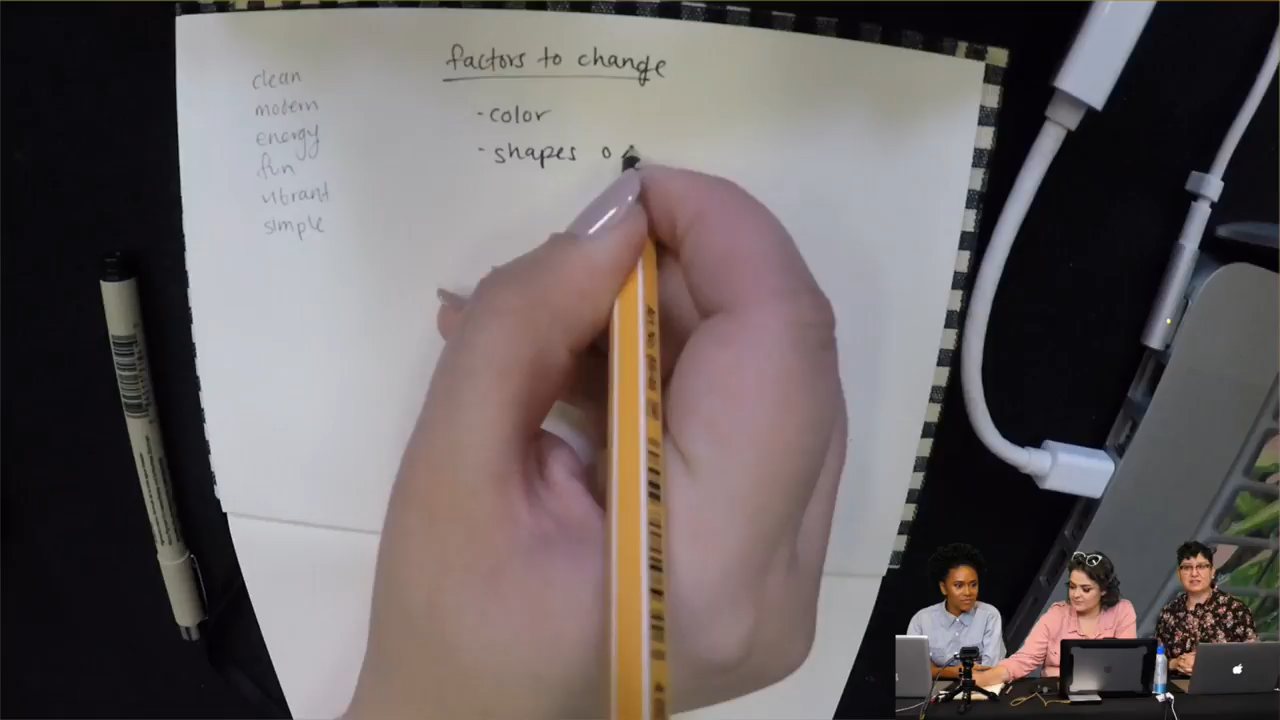 clean
modern
energy
fun
vibrant
simple
factors to change
- color
- shapes o